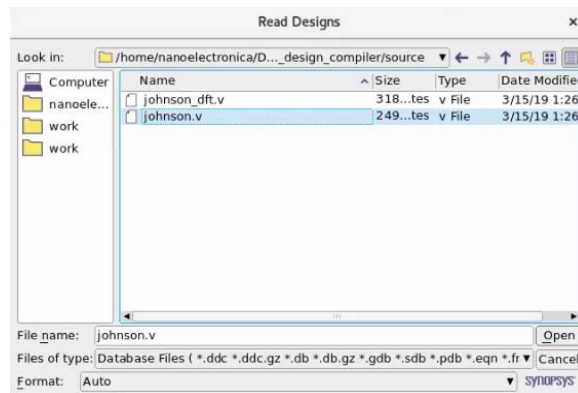 Read Designs ×
Look in: /home/nanoelectronica/D..._design_compiler/source
Computer
nanoele...
work
work
Name Size Type Date Modifie
johnson_dft.v 318...tes v File 3/15/19 1:26
johnson.v 249...tes v File 3/15/19 1:26
File name: johnson.v Open
Files of type: Database Files ( *.ddc *.ddc.gz *.db *.db.gz *.gdb *.sdb *.pdb *.eqn *.fr Cancel
Format: Auto SYNOPSYS